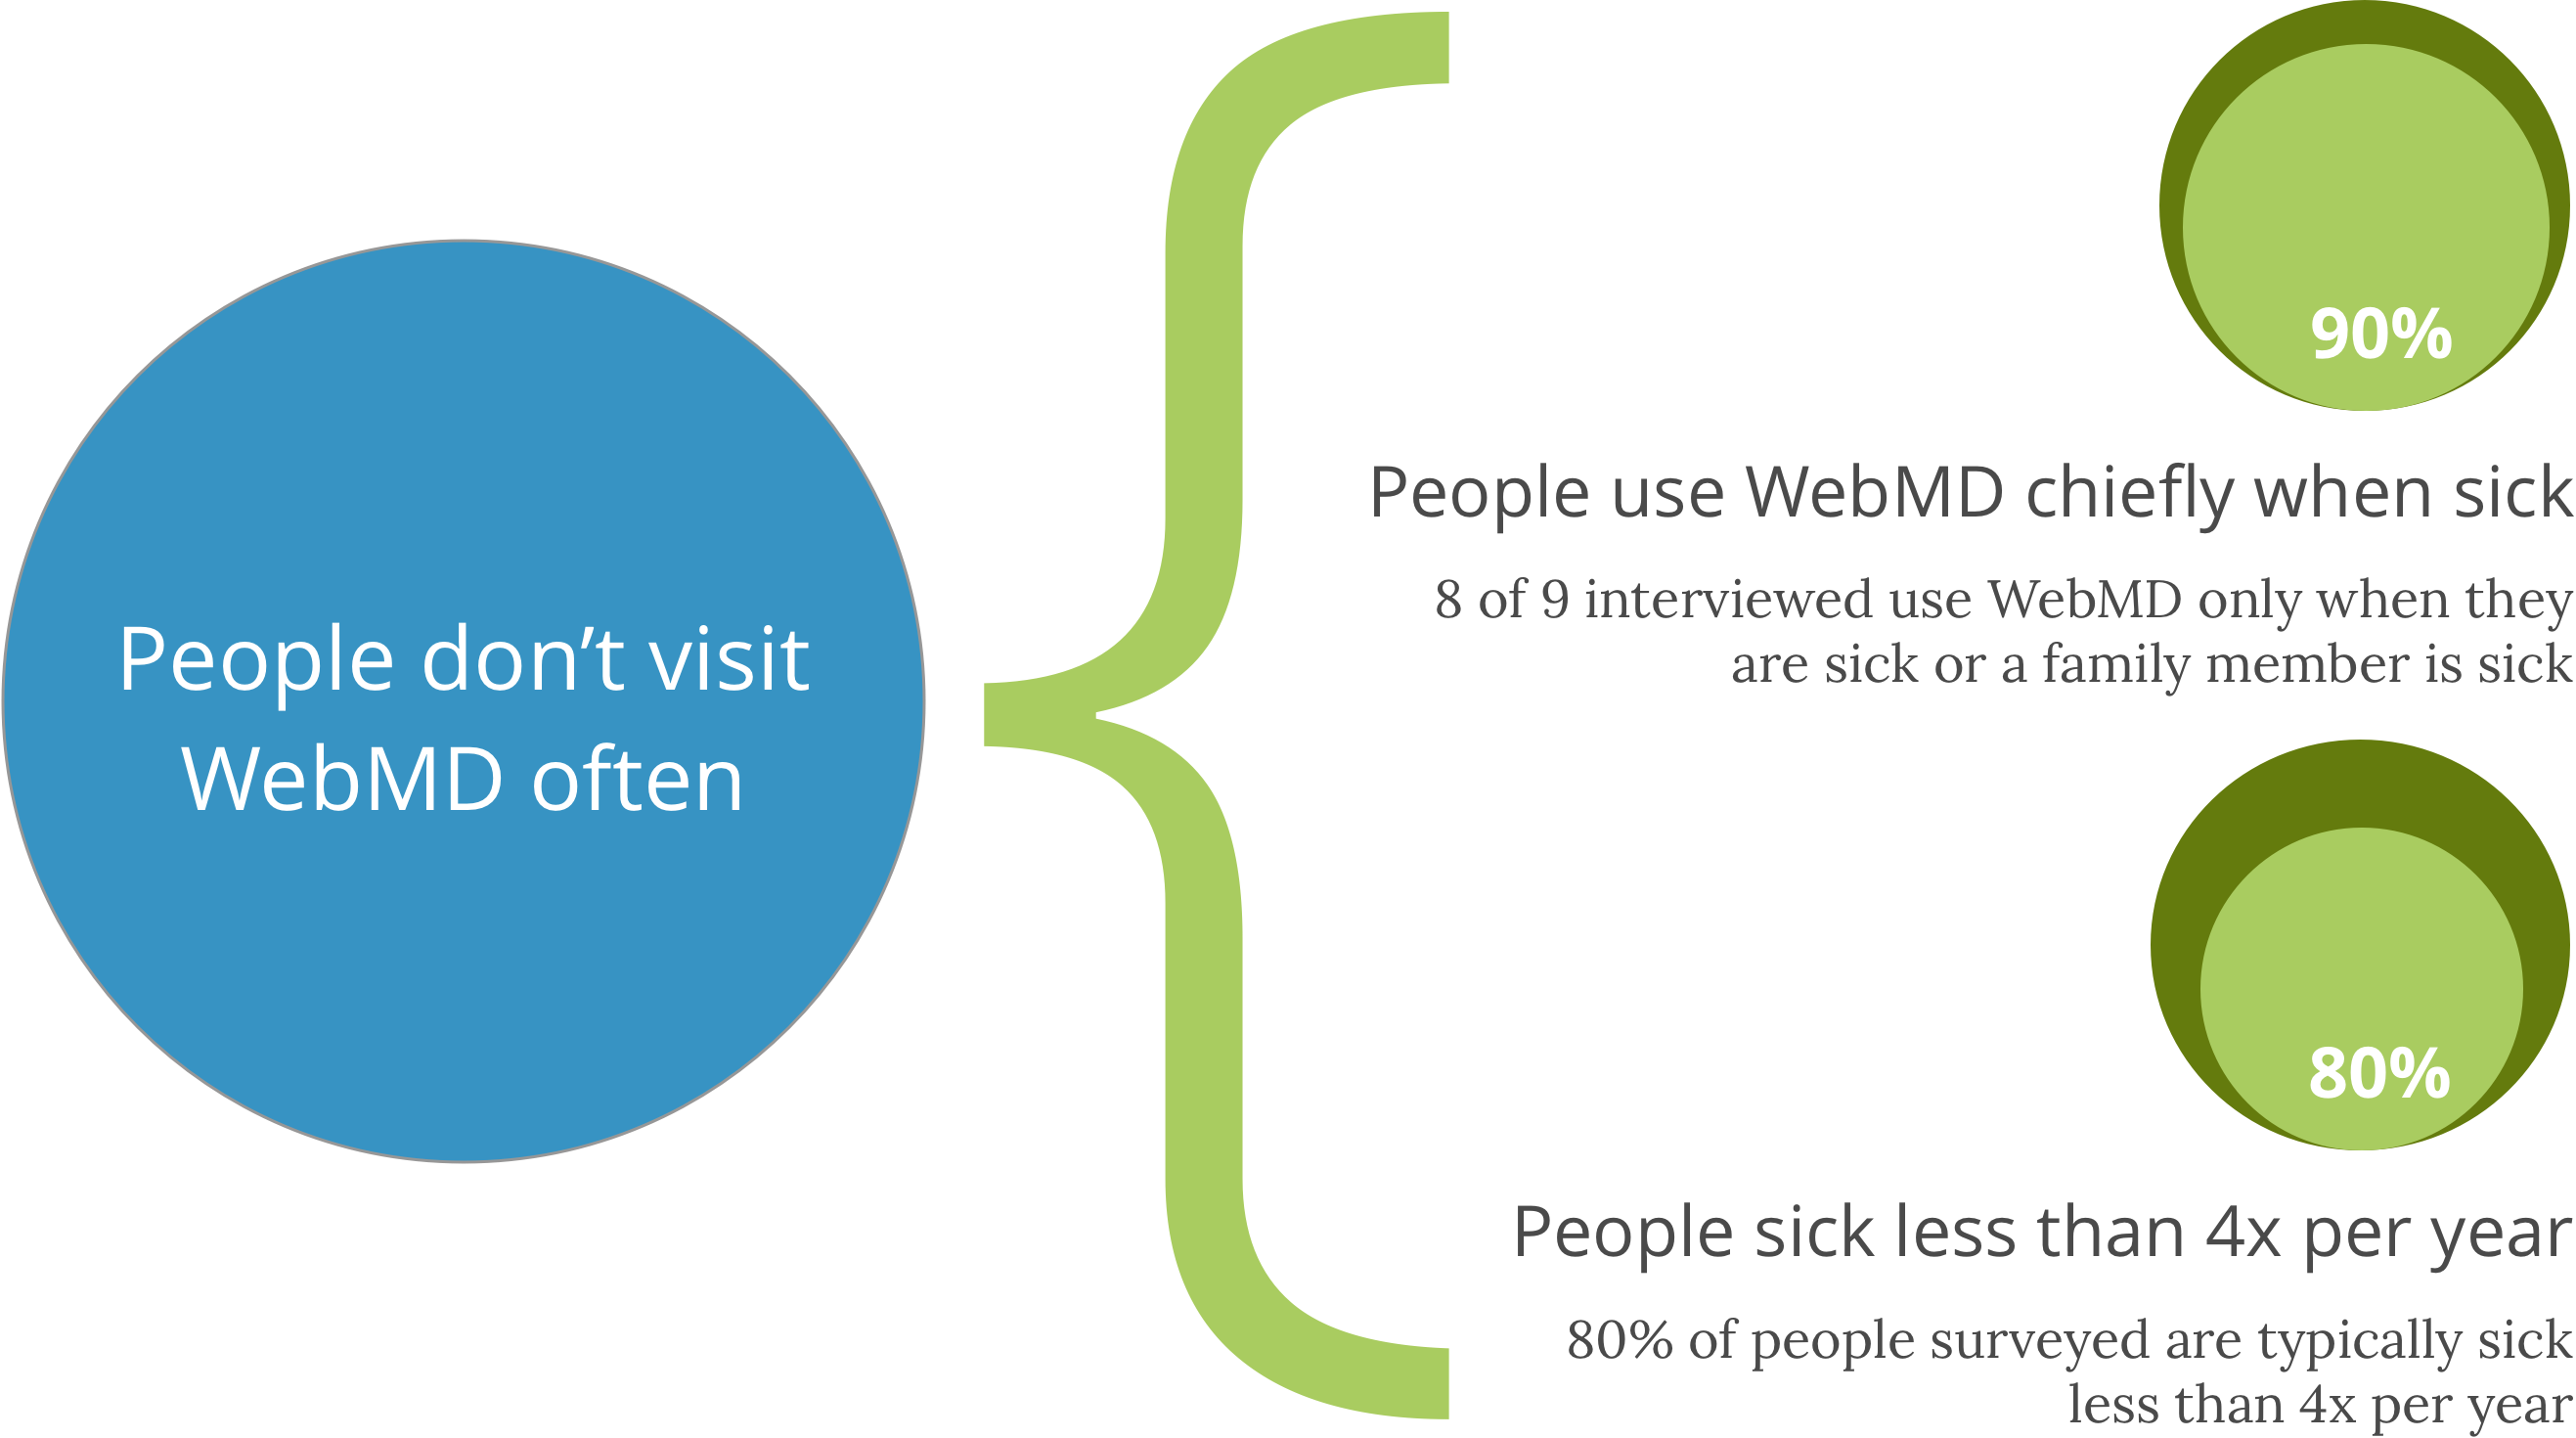 People don’t visit
WebMD often
90%
People use WebMD chiefly when sick
8 of 9 interviewed use WebMD only when they
are sick or a family member is sick
80%
People sick less than 4x per year
80% of people surveyed are typically sick
less than 4x per year